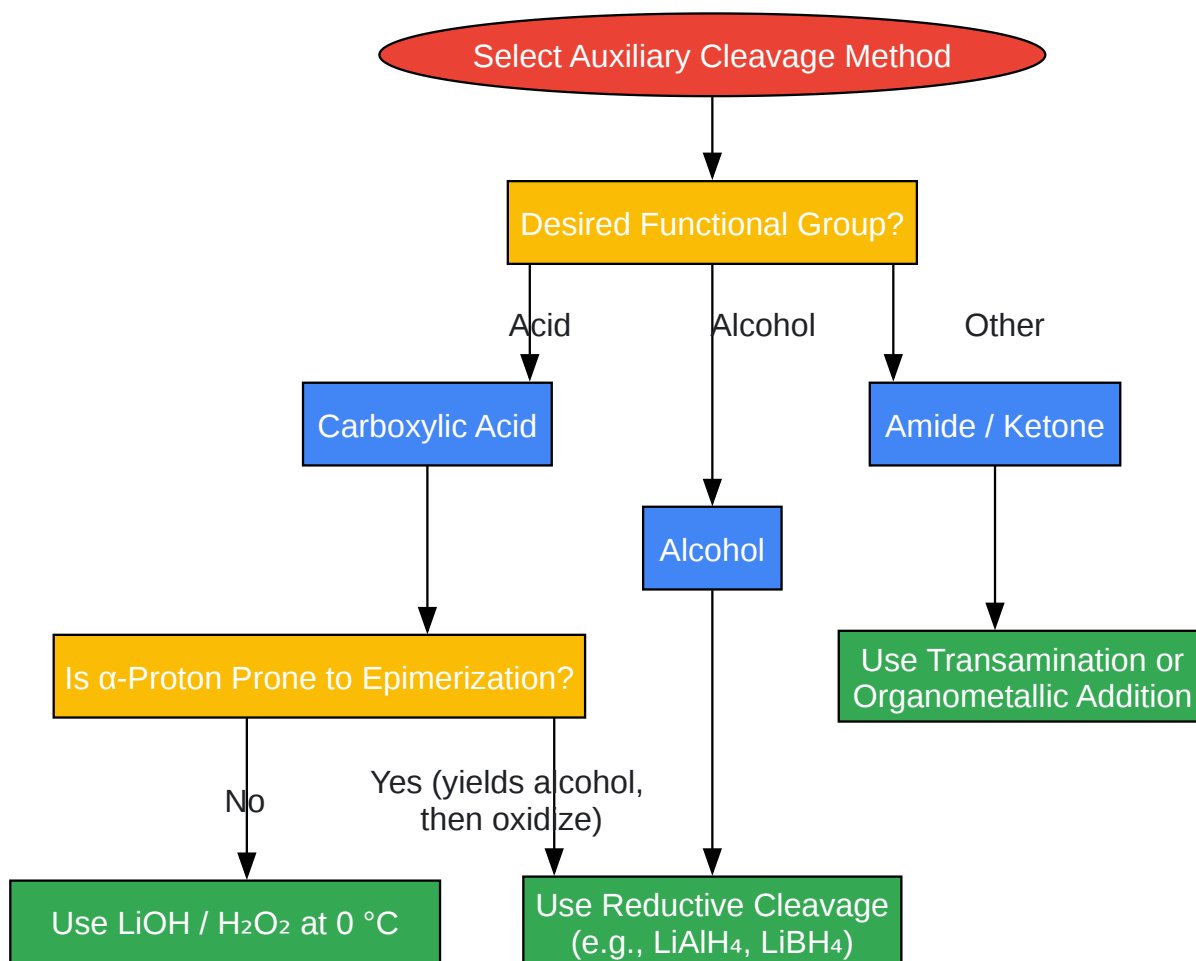 Select Auxiliary Cleavage Method
Desired Functional Group?
Acid
Alcohol
Other
Carboxylic Acid
Amide / Ketone
Alcohol
Is α-Proton Prone to Epimerization?
Use Transamination or
Organometallic Addition
No
Yes (yields alcohol,
then oxidize)
Use LiOH / H₂O₂ at 0 °C
Use Reductive Cleavage
(e.g., LiAlH₄, LiBH₄)